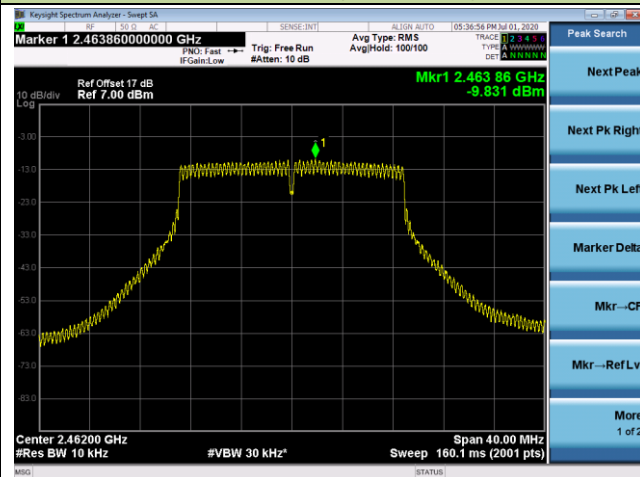 Keysight Spectrum Analyzer - Swept SA
RF 50 Ω AC SENSE:INT ALIGN AUTO 05:36:56 PM Jul 01, 2020
Marker 1 2.463860000000 GHz
PNO: Fast
IFGain:Low
Trig: Free Run
#Atten: 10 dB
Avg Type: RMS
Avg|Hold: 100/100
TRACE 1 2 3 4 5 6
TYPE A WWWWW
DET A N N N N N
Peak Search
Ref Offset 17 dB
10 dB/div Ref 7.00 dBm
Log
Mkr1 2.463 86 GHz
-9.831 dBm
1
-3.00
-13.0
-23.0
-33.0
-43.0
-53.0
-63.0
-73.0
-83.0
Center 2.46200 GHz
Span 40.00 MHz
#Res BW 10 kHz
#VBW 30 kHz*
Sweep 160.1 ms (2001 pts)
MSG
STATUS
Next Peak
Next Pk Right
Next Pk Left
Marker Delta
Mkr→CF
Mkr→Ref Lv
More
1 of 2